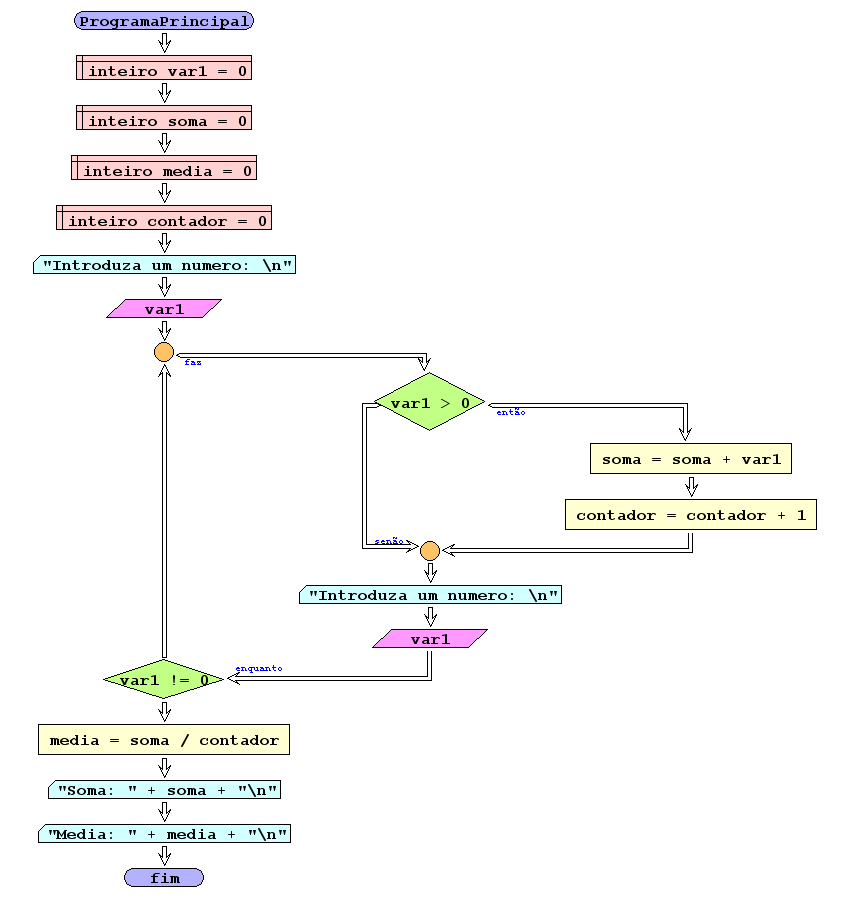 ProgramaPrincipal
inteiro var1 = 0
inteiro soma = 0
inteiro media = 0
inteiro contador = 0
"Introduza um numero: \n"
var1
faz
var1 > 0
então
soma = soma + var1
contador = contador + 1
senão
"Introduza um numero: \n"
var1
enquanto
var1 != 0
media = soma / contador
"Soma: " + soma + "\n"
"Media: " + media + "\n"
fim